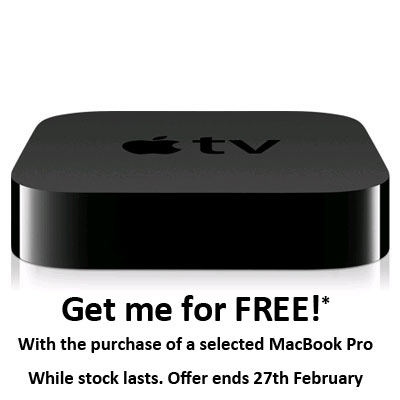 tv
Get me for FREE!*
With the purchase of a selected MacBook Pro
While stock lasts. Offer ends 27th February